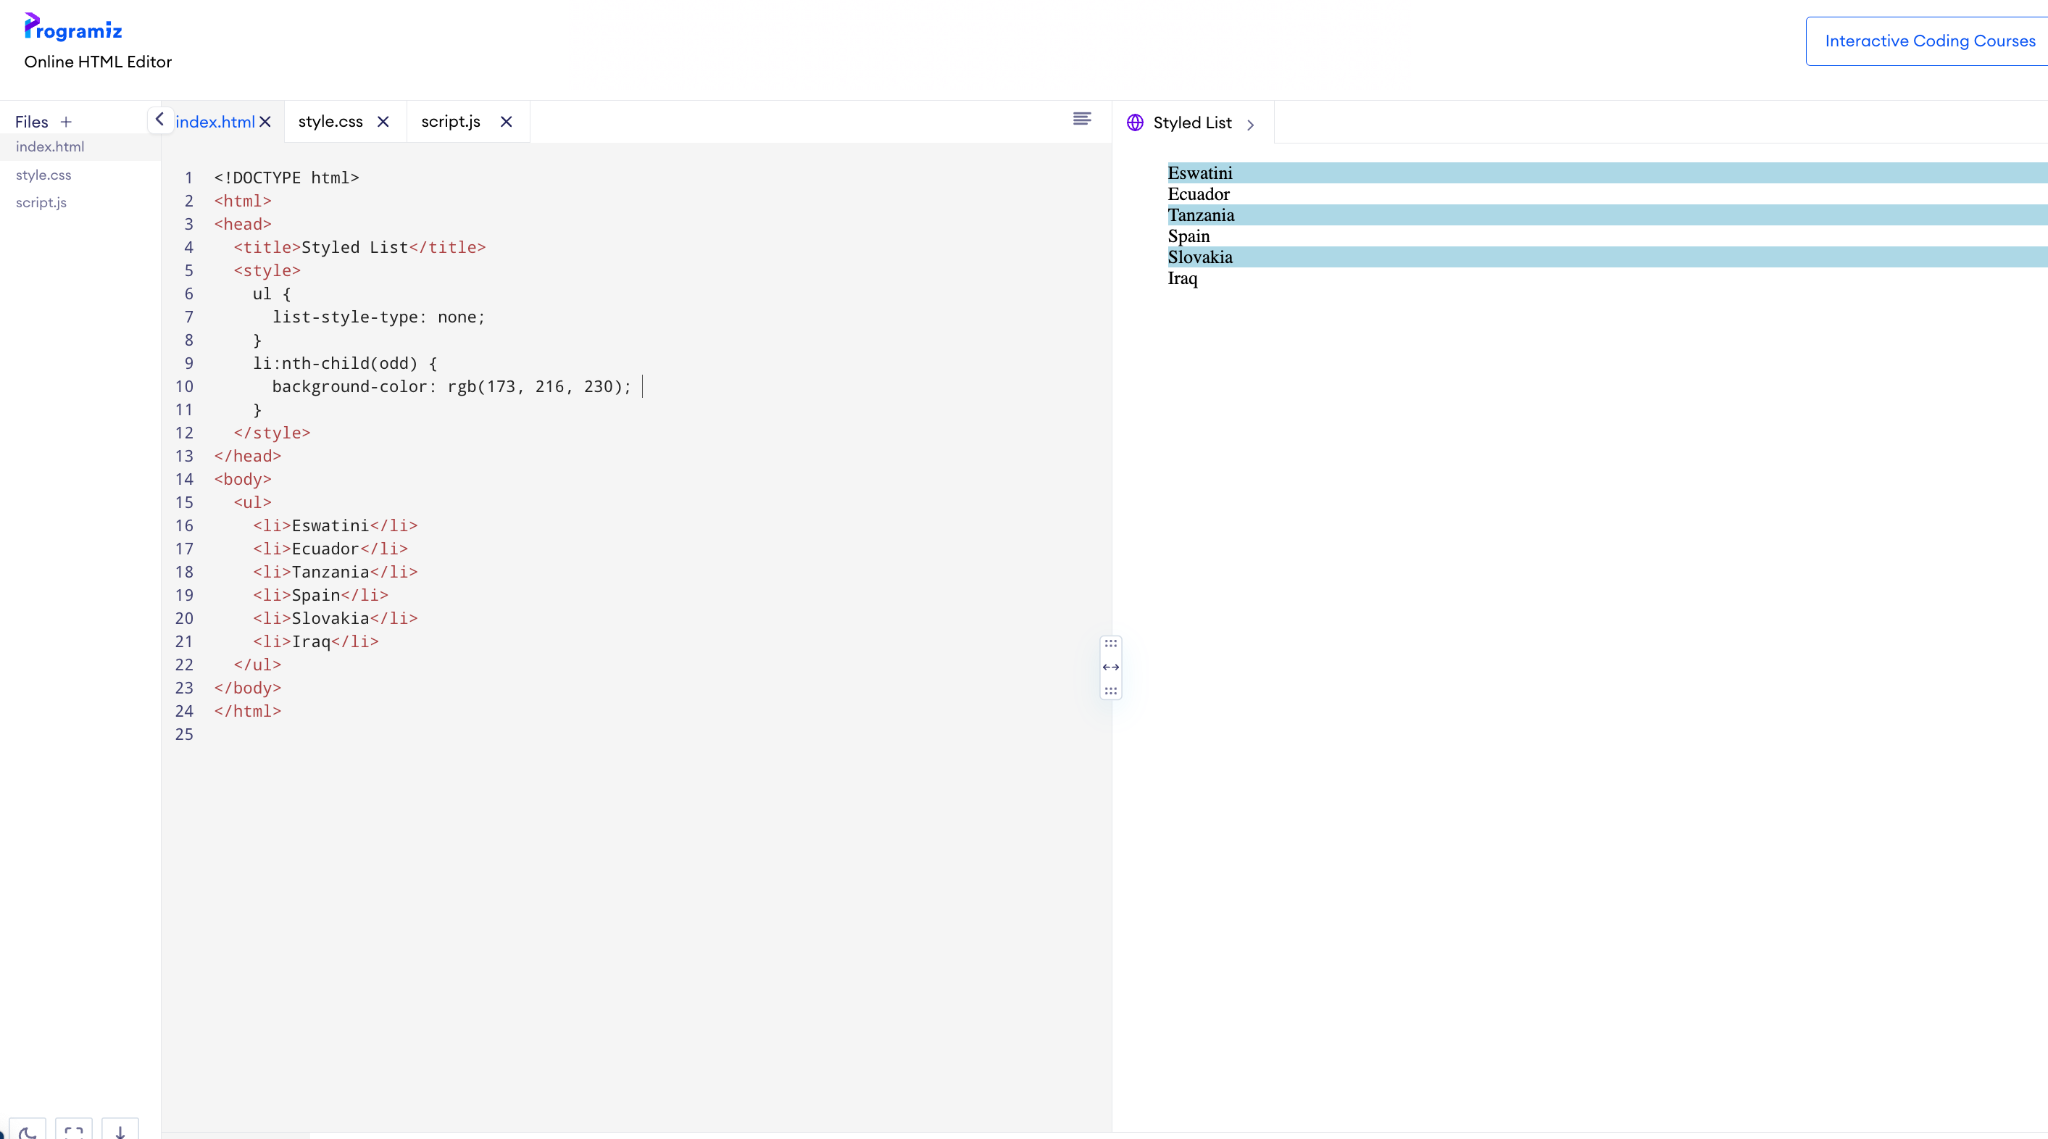 Programiz
Online HTML Editor
Interactive Coding Courses
Files +
index.html
style.css
script.js
index.html
style.css
script.js
Styled List
1 <!DOCTYPE html>
2 <html>
3 <head>
4   <title>Styled List</title>
5   <style>
6     ul {
7       list-style-type: none;
8     }
9     li:nth-child(odd) {
10       background-color: rgb(173, 216, 230);
11     }
12   </style>
13 </head>
14 <body>
15   <ul>
16     <li>Eswatini</li>
17     <li>Ecuador</li>
18     <li>Tanzania</li>
19     <li>Spain</li>
20     <li>Slovakia</li>
21     <li>Iraq</li>
22   </ul>
23 </body>
24 </html>
25
Eswatini
Ecuador
Tanzania
Spain
Slovakia
Iraq